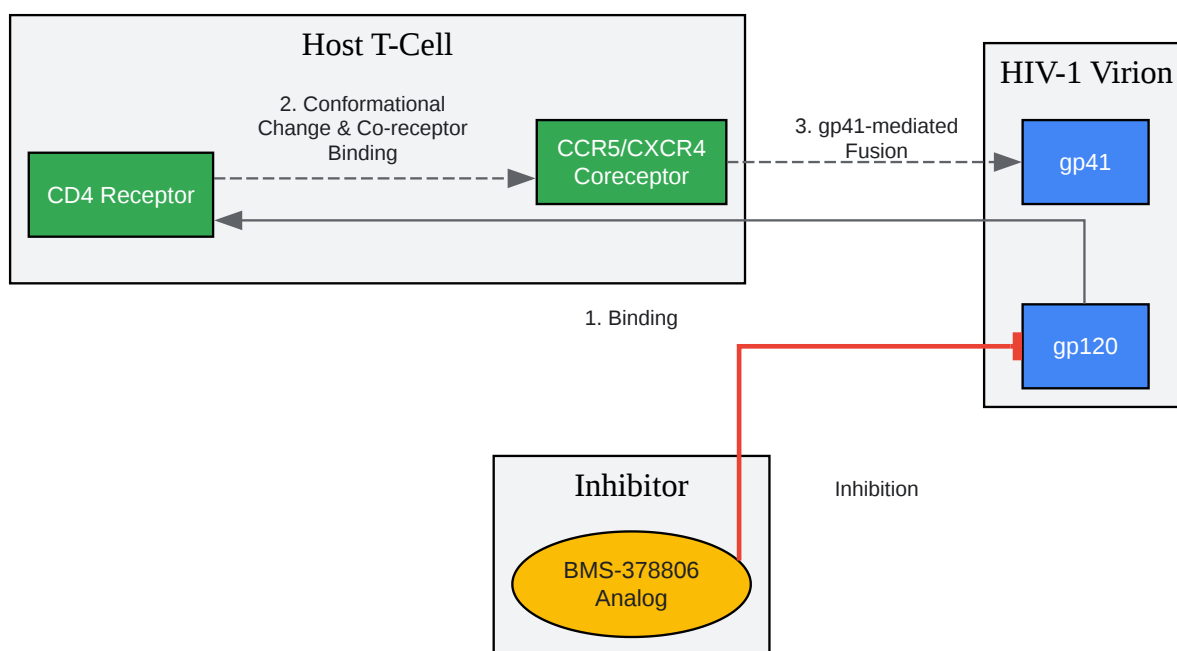 Host T-Cell
HIV-1 Virion
2. Conformational
Change & Co-receptor
Binding
3. gp41-mediated
Fusion
CCR5/CXCR4
Coreceptor
gp41
CD4 Receptor
1. Binding
gp120
Inhibitor
Inhibition
BMS-378806
Analog